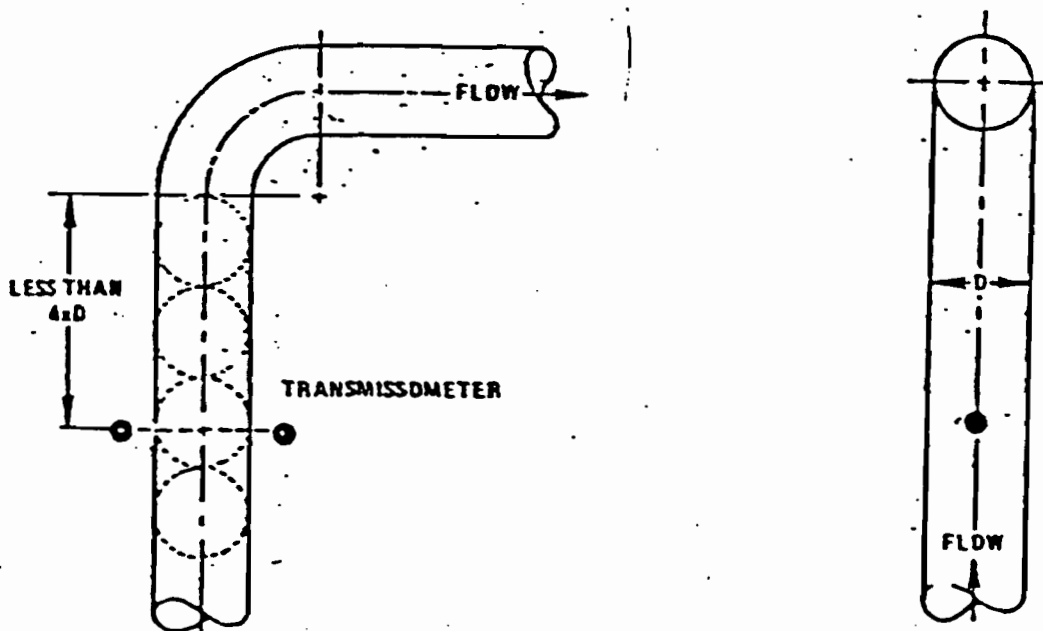 FLOW
LESS THAN
4xD
TRANSMISSOMETER
D
FLOW